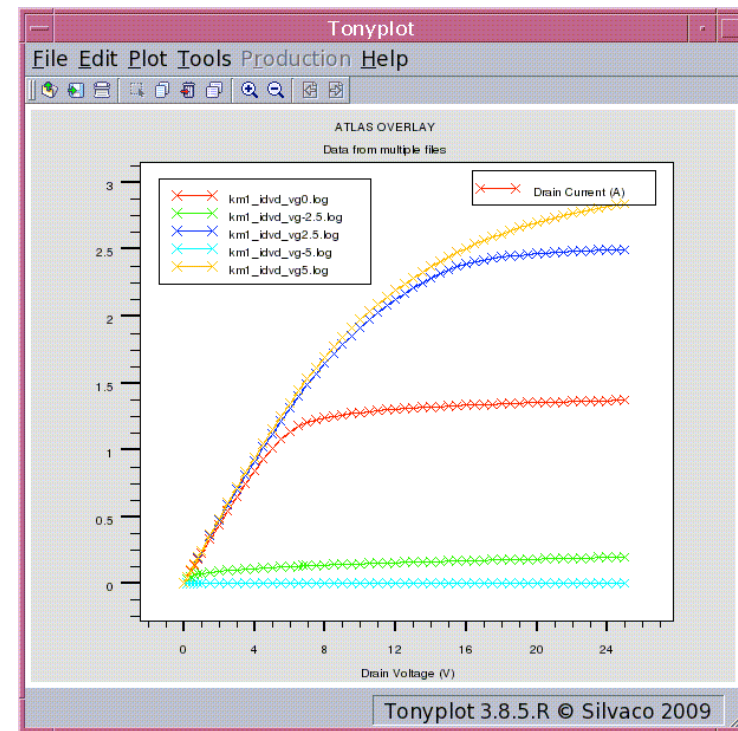 Tonyplot
File Edit Plot Tools Production Help
ATLAS OVERLAY
Data from multiple files
km1_idvd_vg0.log
km1_idvd_vg-2.5.log
km1_idvd_vg2.5.log
km1_idvd_vg-5.log
km1_idvd_vg5.log
Drain Current (A)
3
2.5
2
1.5
1
0.5
0
0 4 8 12 16 20 24
Drain Voltage (V)
Tonyplot 3.8.5.R © Silvaco 2009